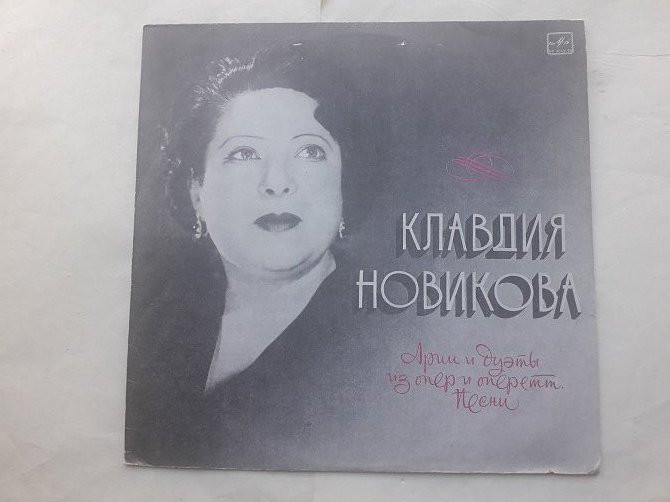 КЛАВДИЯ
НОВИКОВА
Арии и дуэты
из опер и оперетт.
Песни